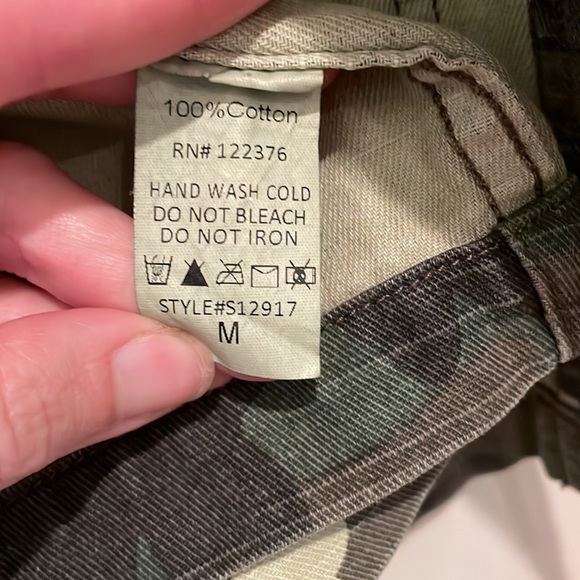 100%Cotton
RN# 122376
HAND WASH COLD
DO NOT BLEACH
DO NOT IRON
STYLE#S12917
M